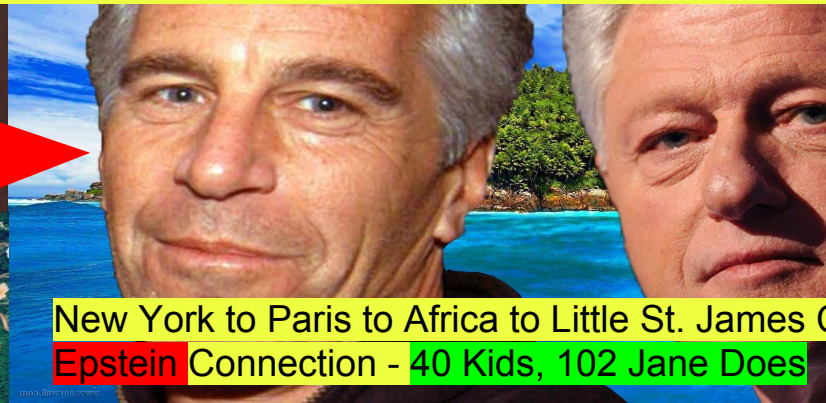 New York to Paris to Africa to Little St. James
Epstein Connection - 40 Kids, 102 Jane Does